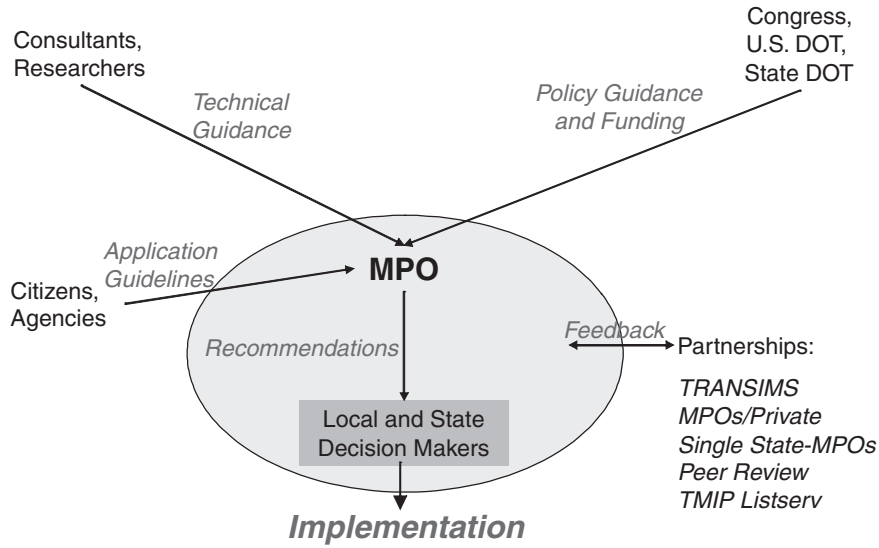 Consultants,
Researchers
Congress,
U.S. DOT,
State DOT
Technical
Guidance
Policy Guidance
and Funding
Application
Guidelines
Citizens,
Agencies
MPO
Recommendations
Feedback
Partnerships:
TRANSIMS
MPOs/Private
Single State-MPOs
Peer Review
TMIP Listserv
Local and State
Decision Makers
Implementation